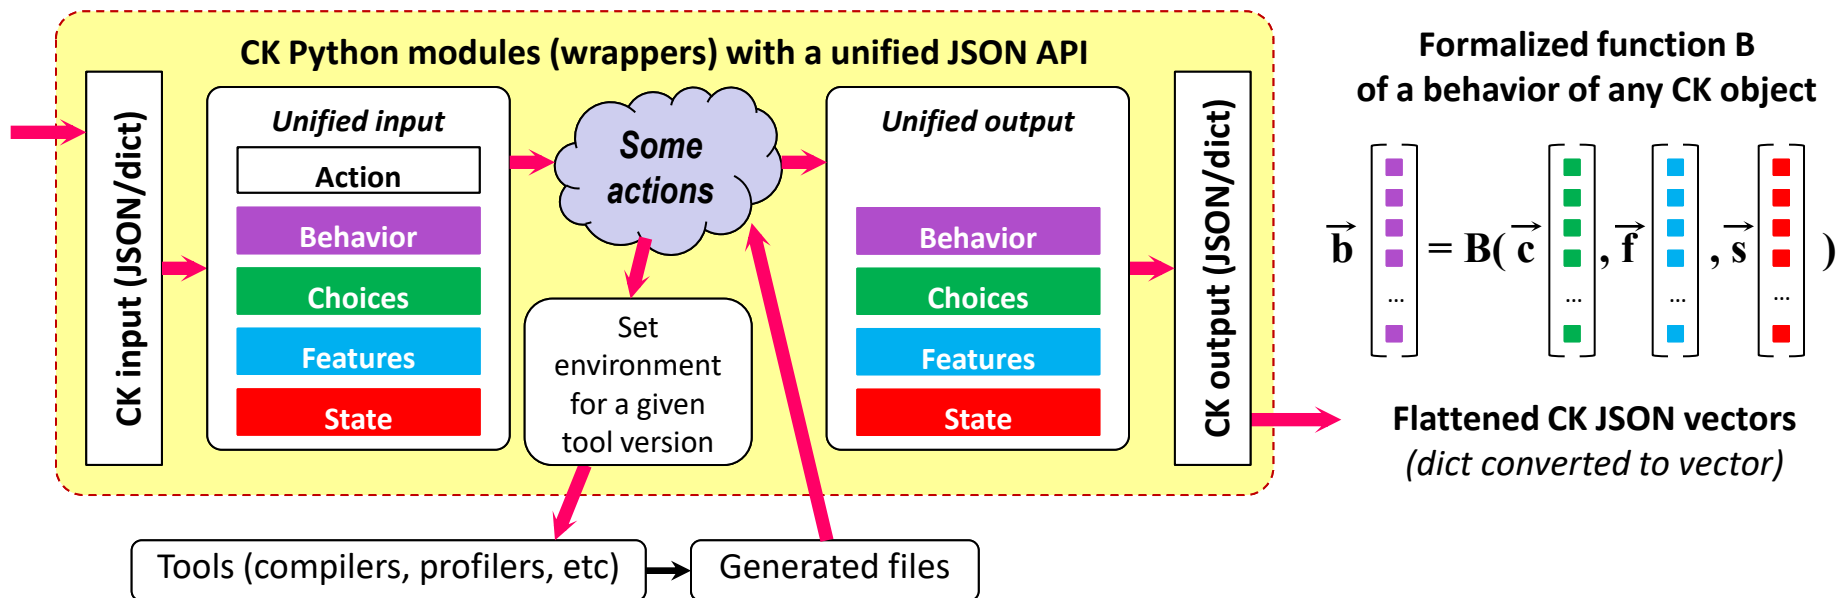 CK Python modules (wrappers) with a unified JSON API
CK input (JSON/dict)
Unified input
Action
Behavior
Choices
Features
State
Some
actions
Set
environment
for a given
tool version
Unified output
Behavior
Choices
Features
State
CK output (JSON/dict)
Tools (compilers, profilers, etc)
Generated files
Formalized function B
of a behavior of any CK object
b = B( c , f , s )
... ... ... ...
Flattened CK JSON vectors
(dict converted to vector)